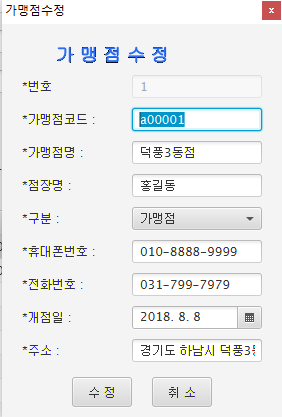 가맹점수정
가 맹 점 수 정
*번호 1
*가맹점코드 : a00001
*가맹점명 : 덕풍3동점
*점장명 : 홍길동
*구분 : 가맹점
*휴대폰번호 : 010-8888-9999
*전화번호 : 031-799-7979
*개점일 : 2018. 8. 8
*주소 : 경기도 하남시 덕풍3
수 정 취 소